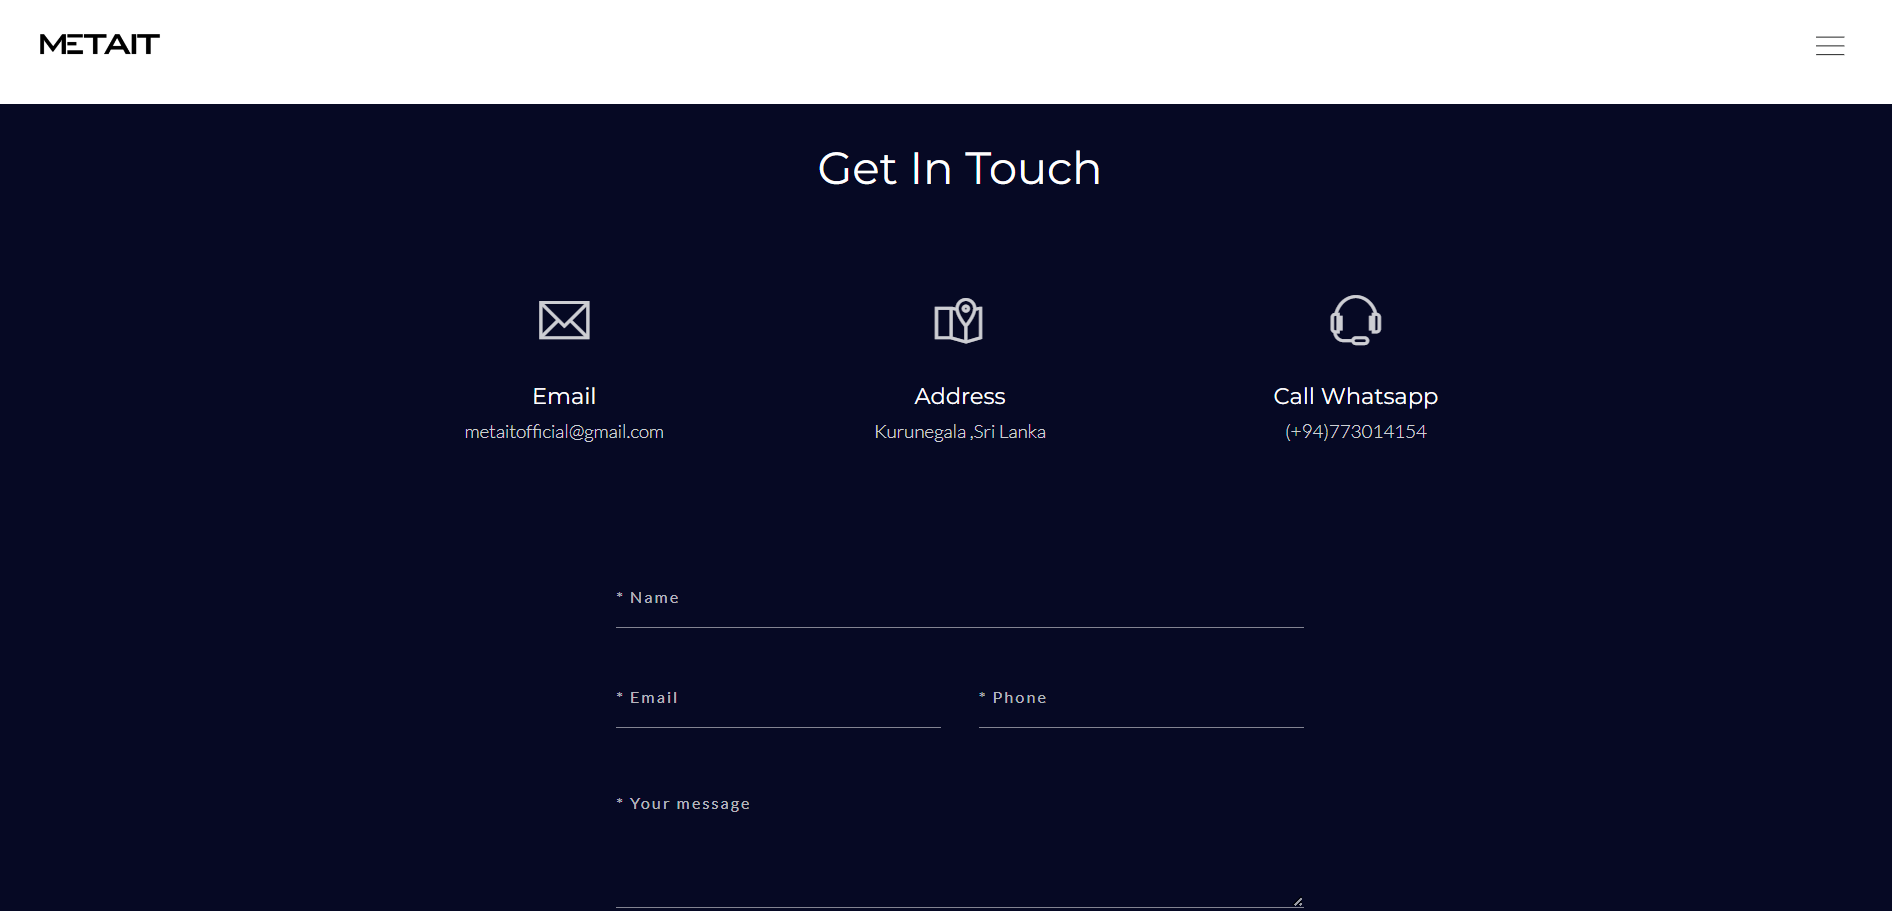 METAIT
Get In Touch
Email
metaitofficial@gmail.com
Address
Kurunegala ,Sri Lanka
Call Whatsapp
(+94)773014154
* Name
* Email
* Phone
* Your message